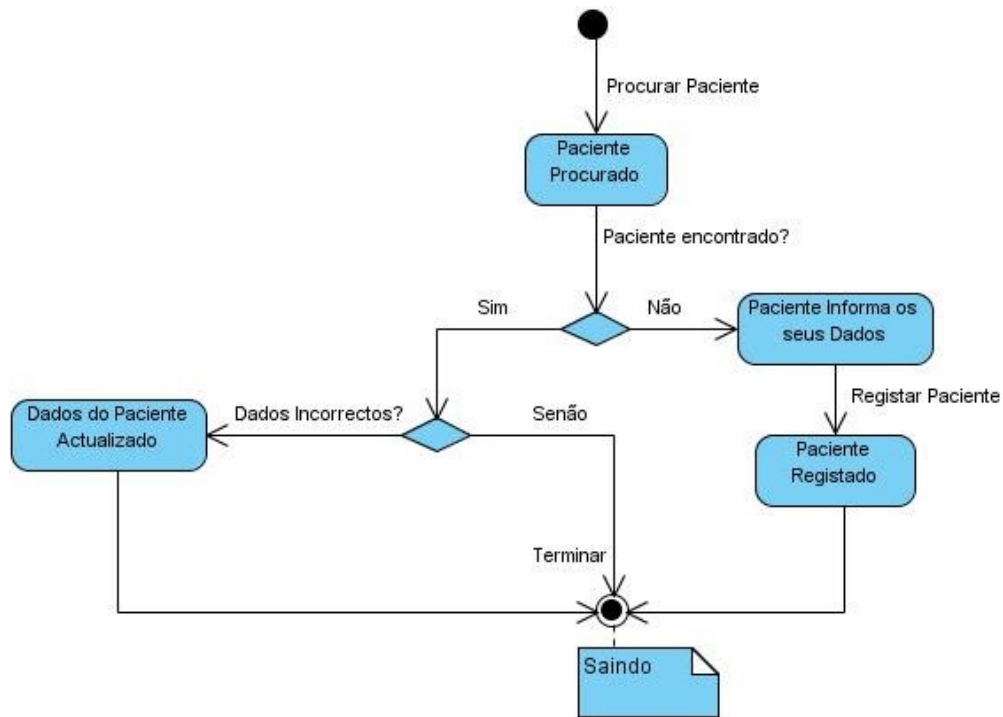 Procurar Paciente
Paciente
Procurado
Paciente encontrado?
Sim
Não
Paciente Informa os
seus Dados
Registar Paciente
Dados do Paciente
Actualizado
Dados Incorrectos?
Senão
Paciente
Registado
Terminar
Saindo